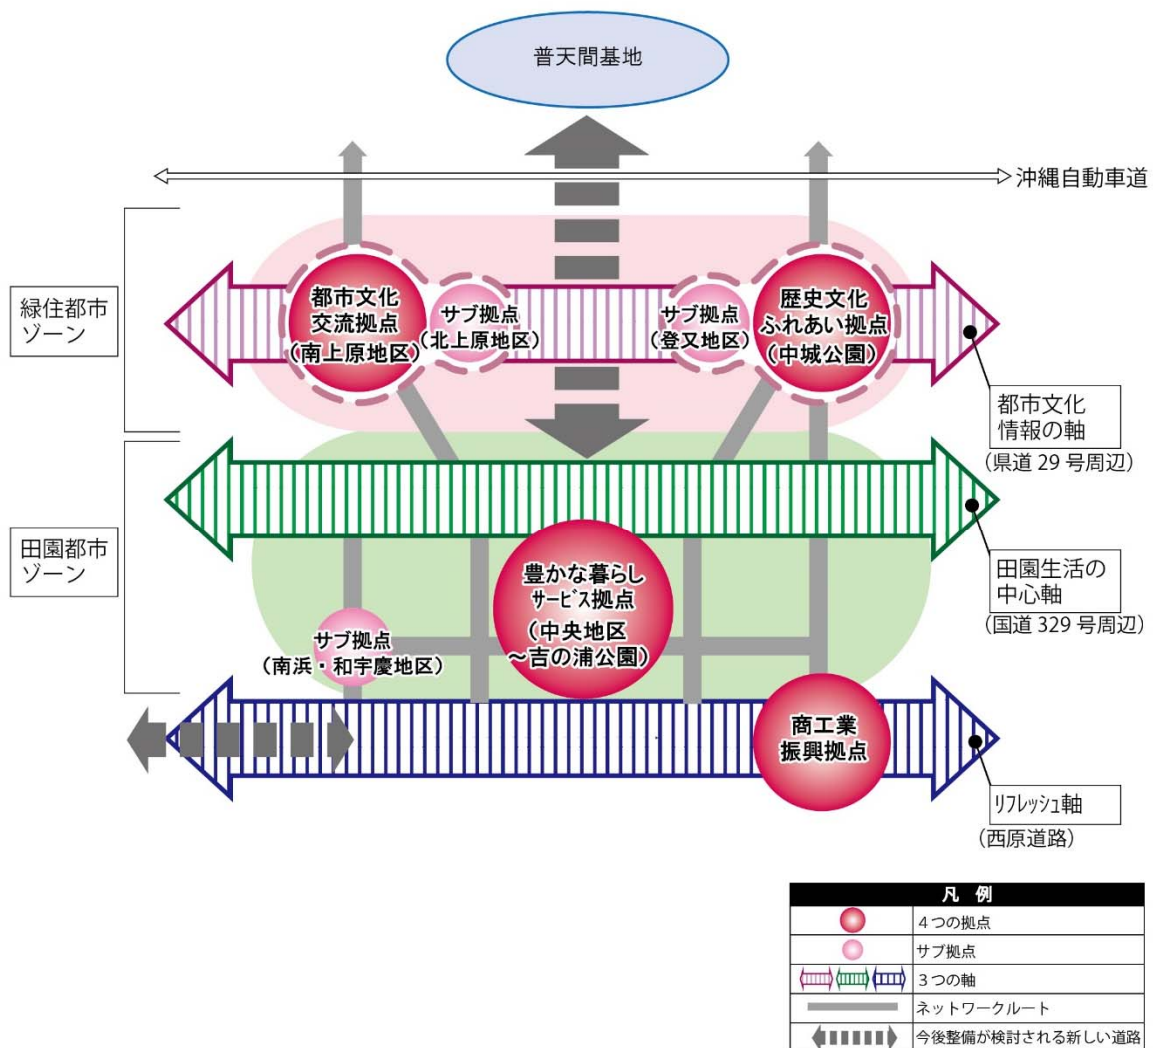 普天間基地
沖縄自動車道
緑住都市
ゾーン
都市文化
交流拠点
(南上原地区)
サブ拠点
(北上原地区)
サブ拠点
(登又地区)
歴史文化
ふれあい拠点
(中城公園)
都市文化
情報の軸
(県道29号周辺)
田園都市
ゾーン
豊かな暮らし
サービス拠点
(中央地区
～吉の浦公園)
サブ拠点
(南浜・和宇慶地区)
田園生活の
中心軸
(国道329号周辺)
商工業
振興拠点
リフレッシュ軸
(西原道路)
凡 例
4つの拠点
サブ拠点
3つの軸
ネットワークルート
今後整備が検討される新しい道路